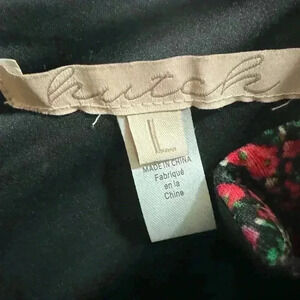 hutch
L
MADE IN CHINA
Fabriqué
en la
Chine